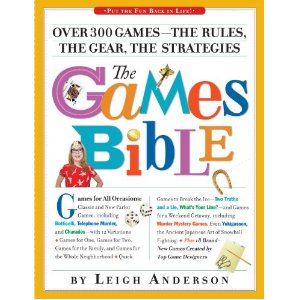 • PUT THE FUN BACK IN LIFE! •
OVER 300 GAMES—THE RULES,
THE GEAR, THE STRATEGIES
The
GAMES
BIBLE
Games for All Occasions:
Classic and New Parlor
Games, including
Botticelli, Telephone Murder,
and Charades—with 12 Variations
• Games for One, Games for Two,
Games for the Family, and Games for
the Whole Neighborhood • Quick
Games to Break the Ice—Two Truths
and a Lie, What's Your Line?—and
Games for a Weekend Getaway, including
Murder Mystery Games, Even Yukigassen,
the Ancient Japanese Art of Snowball
Fighting • Plus 18 Brand-
New Games Created by
Top Game Designers
BY LEIGH ANDERSON